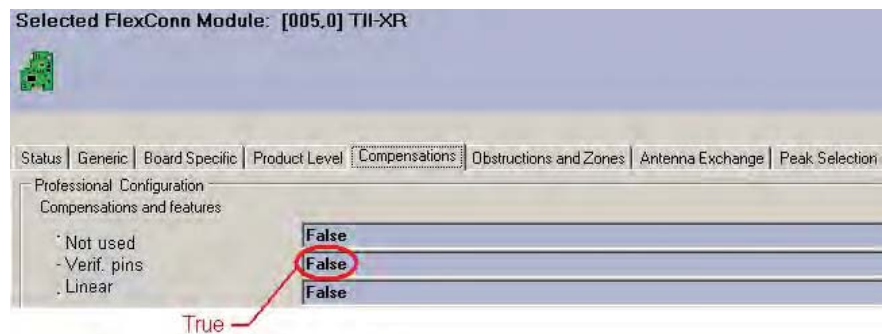 Selected FlexConn Module: [005,0] TII-XR
Status Generic Board Specific Product Level Compensations Obstructions and Zones Antenna Exchange Peak Selection
Professional Configuration
Compensations and features
Not used False
- Verif. pins False
. Linear False
True